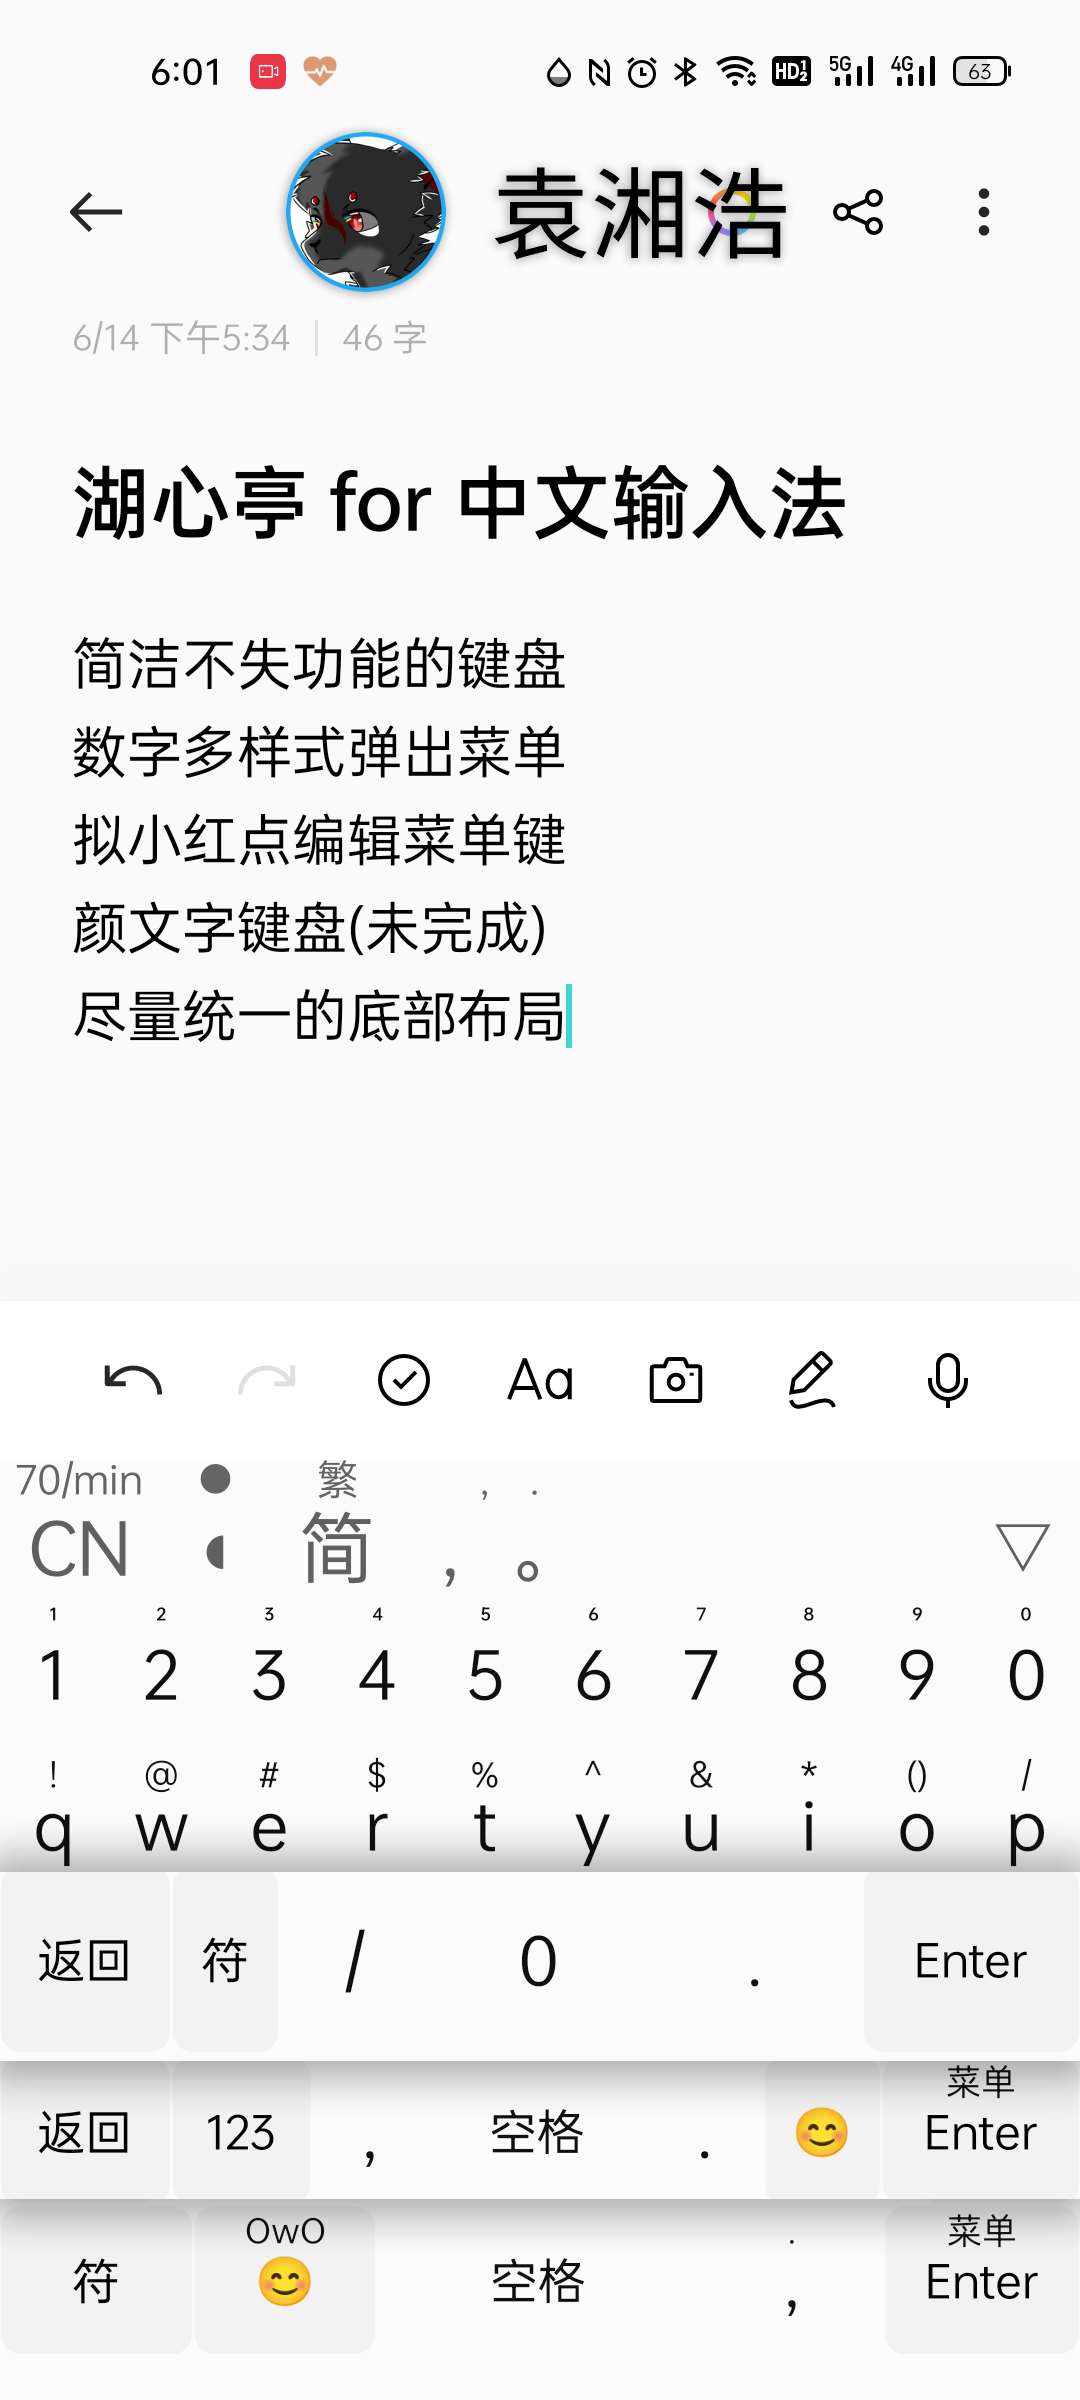 6:01 HD 1 2 5G 4G 63
袁湘浩
6/14 下午5:34 | 46 字
湖心亭 for 中文输入法
简洁不失功能的键盘
数字多样式弹出菜单
拟小红点编辑菜单键
颜文字键盘(未完成)
尽量统一的底部布局
Aa
70/min ● 繁 , .
CN 简 , 。
1 2 3 4 5 6 7 8 9 0
1 2 3 4 5 6 7 8 9 0
! @ # $ % ^ & * () /
q w e r t y u i o p
返回 符 / 0 . Enter
菜单
返回 123 , 空格 . 😊 Enter
OwO . 菜单
符 😊 空格 , Enter